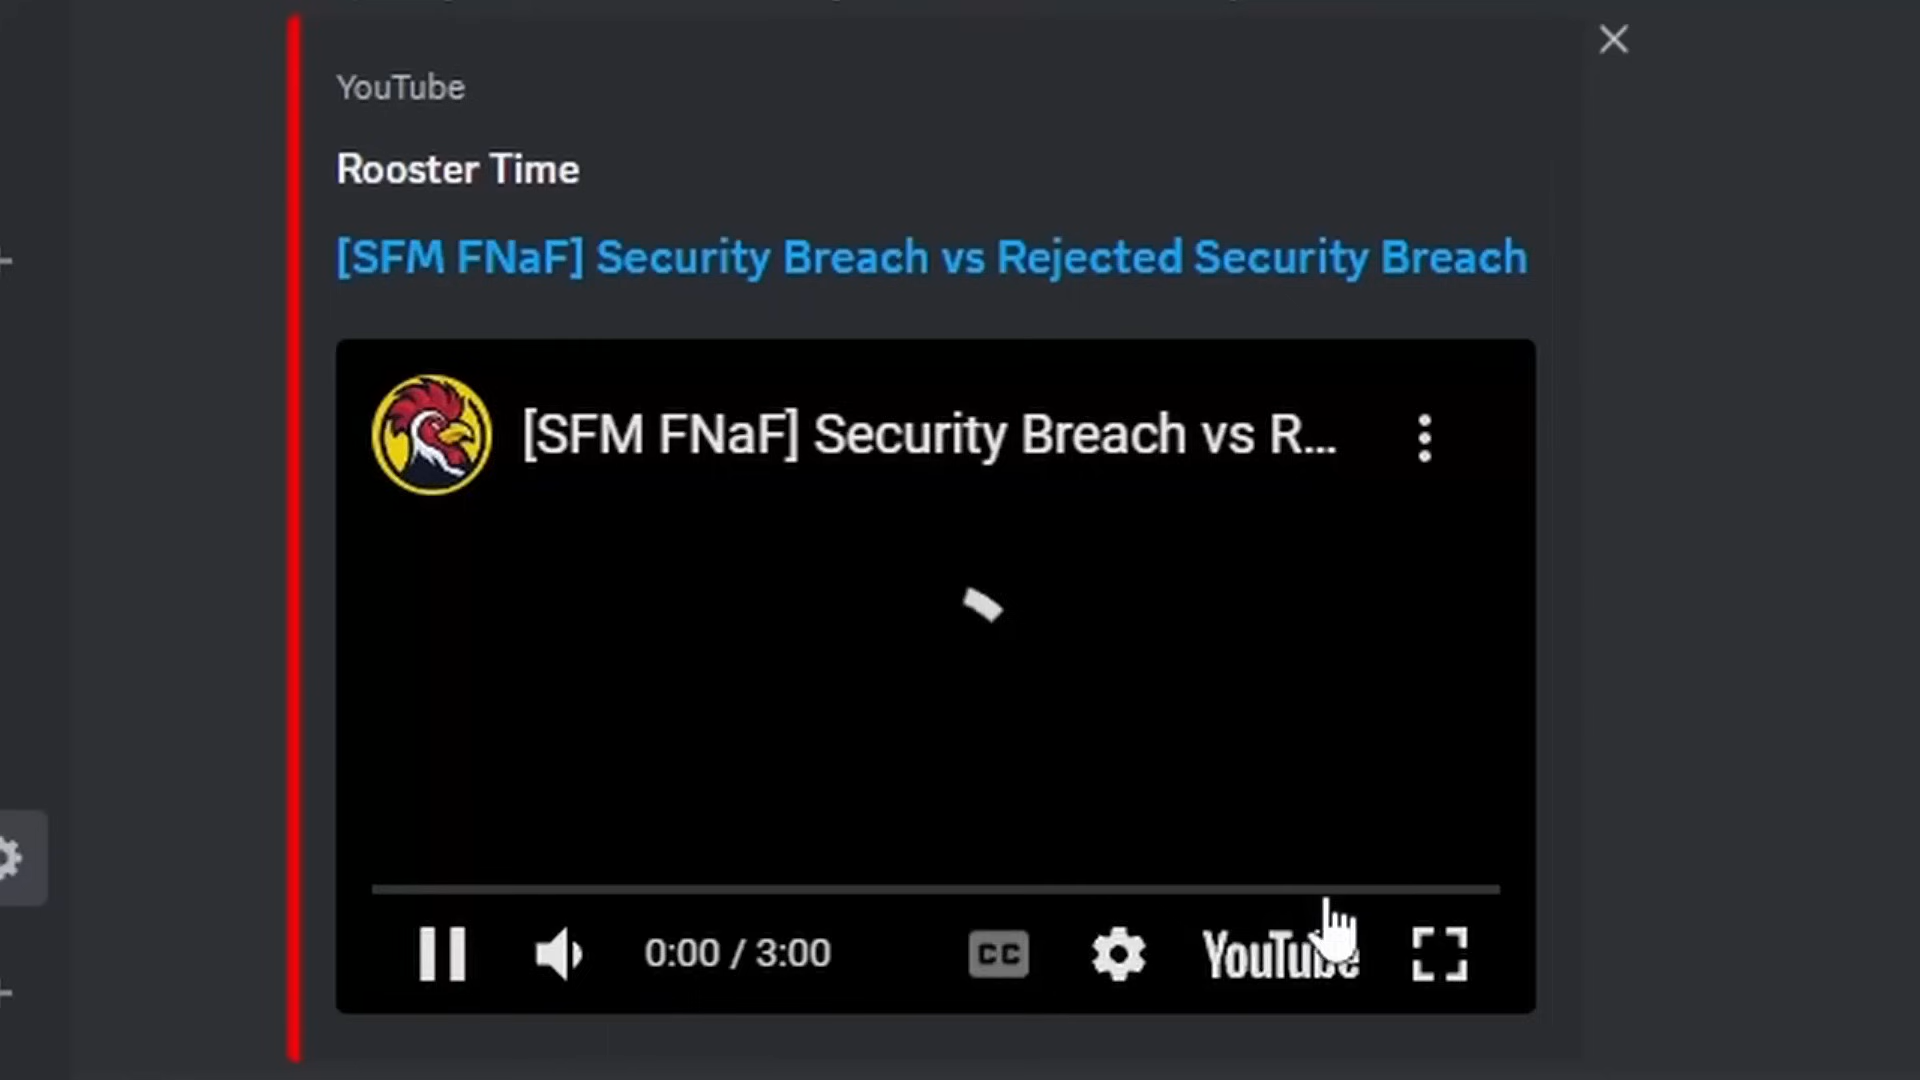 YouTube
Rooster Time
[SFM FNaF] Security Breach vs Rejected Security Breach
[SFM FNaF] Security Breach vs R...
0:00 / 3:00
CC
YouTube